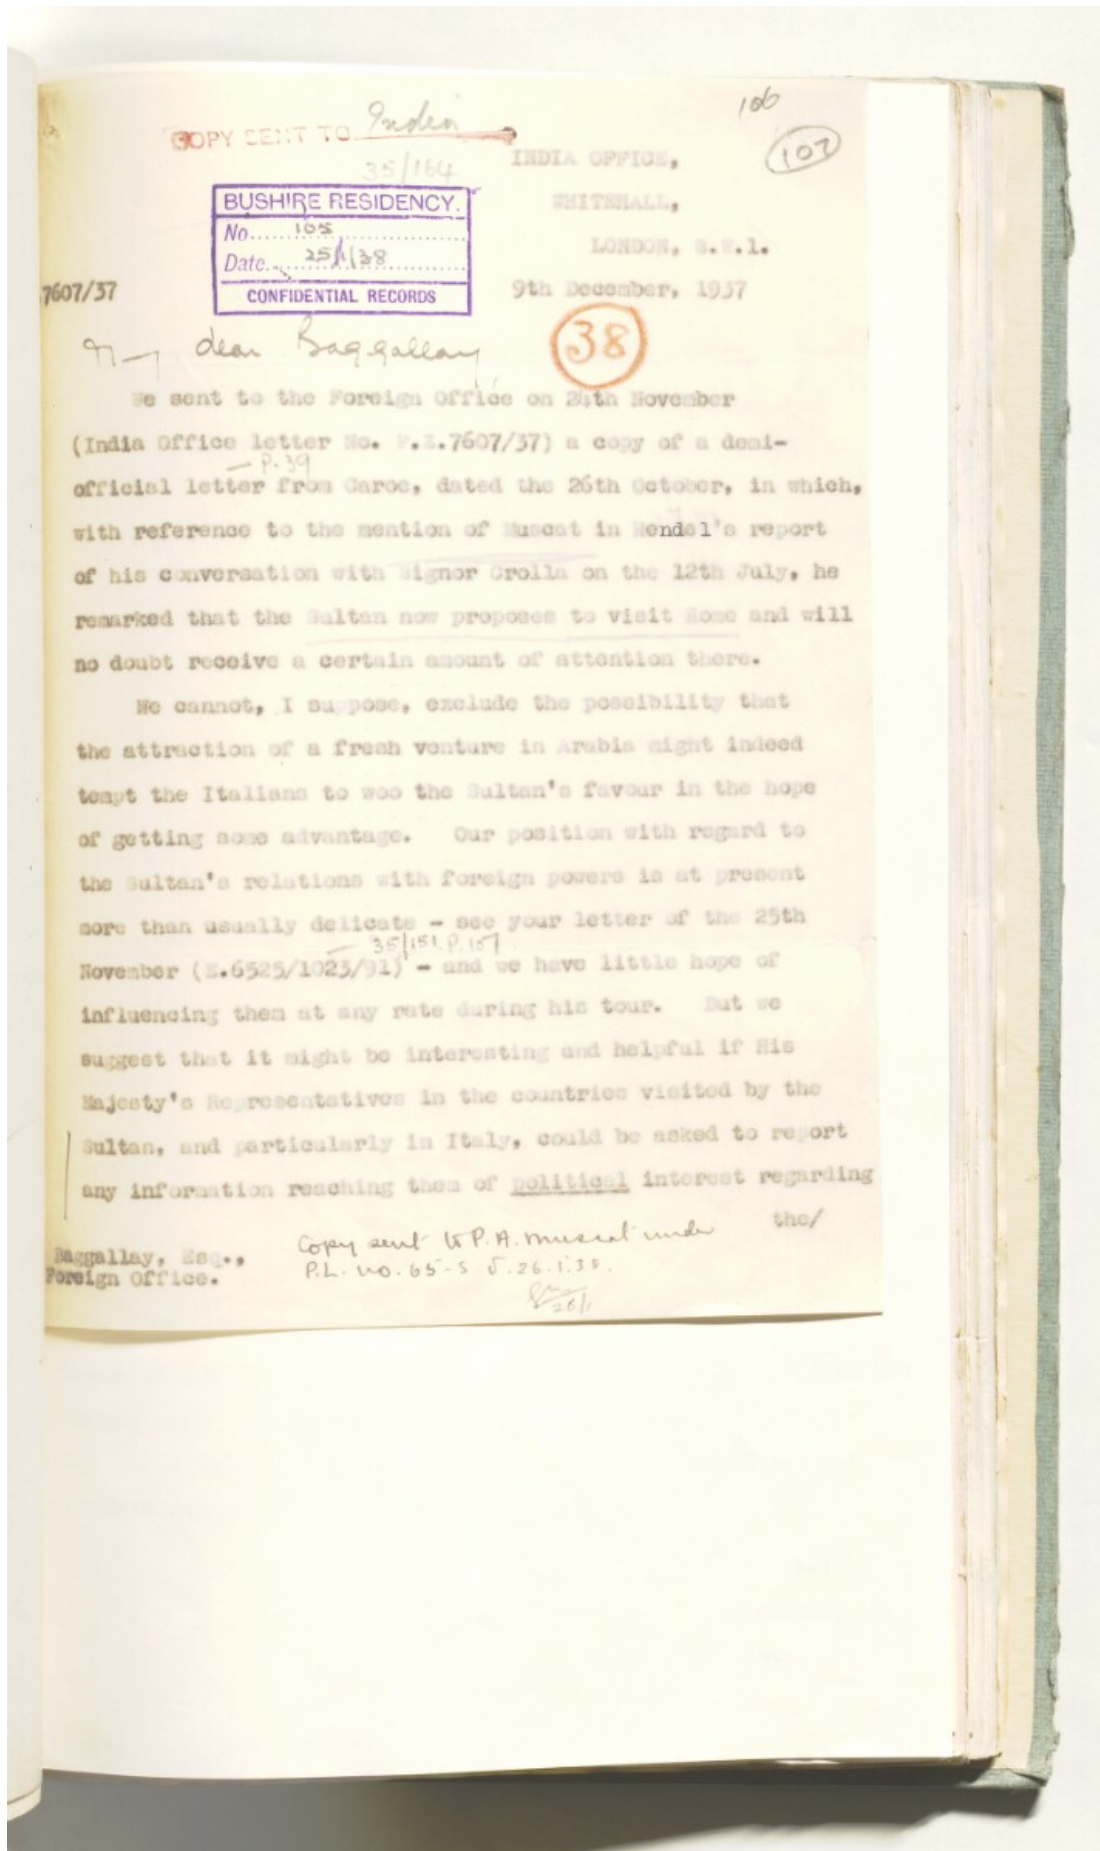 106
107
COPY SENT TO India
35/164
INDIA OFFICE,
WHITEHALL,
LONDON, S.W.1.
BUSHIRE RESIDENCY.
No. 105
Date. 25/1/38
CONFIDENTIAL RECORDS
7607/37
9th December, 1937
38
My dear Baggallay,
We sent to the Foreign Office on 24th November
(India Office letter No. P.Z.7607/37) a copy of a demi-
P.39
official letter from Caroe, dated the 26th October, in which,
with reference to the mention of Muscat in Rendel's report
of his conversation with Signor Crolla on the 12th July, he
remarked that the Sultan now proposes to visit Rome and will
no doubt receive a certain amount of attention there.
We cannot, I suppose, exclude the possibility that
the attraction of a fresh venture in Arabia might indeed
tempt the Italians to woo the Sultan's favour in the hope
of getting some advantage. Our position with regard to
the Sultan's relations with foreign powers is at present
more than usually delicate - see your letter of the 25th
35/151, P.157
November (E.6525/1023/91) - and we have little hope of
influencing them at any rate during his tour. But we
suggest that it might be interesting and helpful if His
Majesty's Representatives in the countries visited by the
Sultan, and particularly in Italy, could be asked to report
any information reaching them of political interest regarding
the/
Baggallay, Esq.,
Foreign Office.
Copy sent to P.A. Muscat under
P.L. No. 65-S d. 26.1.38.
26/1